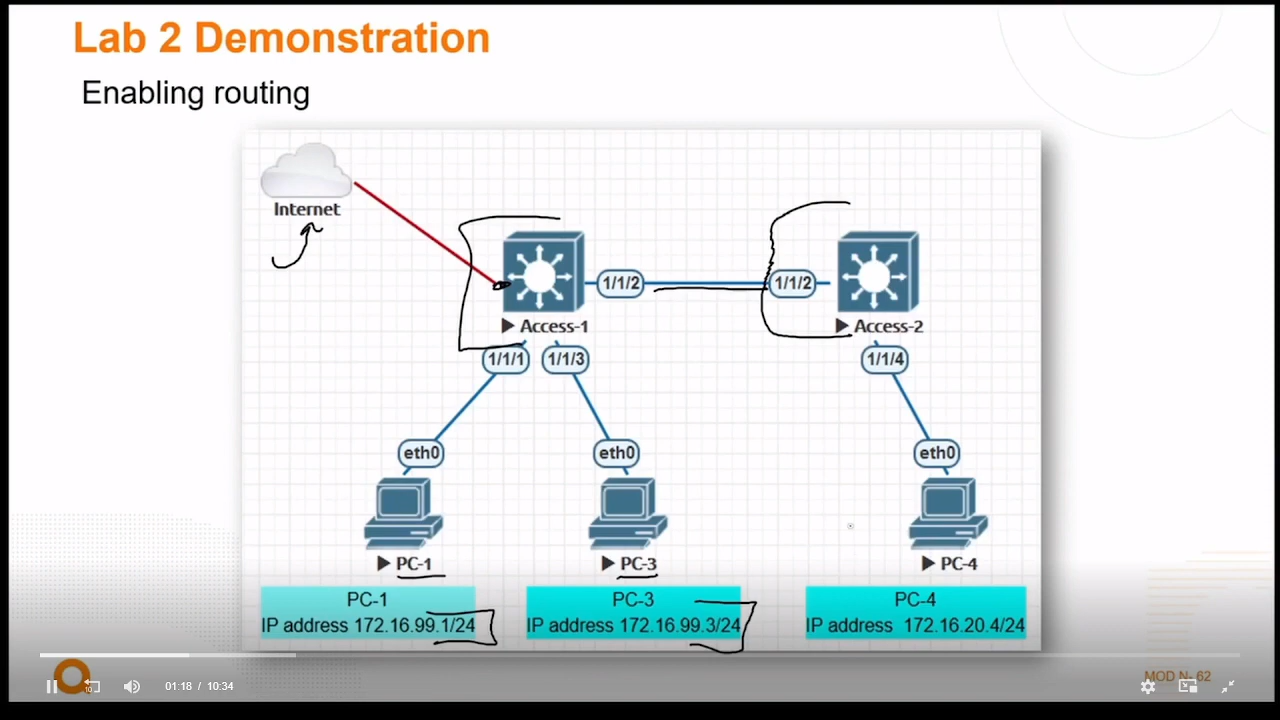 Lab 2 Demonstration
Enabling routing
Internet
1/1/2
1/1/2
Access-1
Access-2
1/1/1
1/1/3
1/1/4
eth0
eth0
eth0
PC-1
PC-3
PC-4
PC-1
IP address 172.16.99.1/24
PC-3
IP address 172.16.99.3/24
PC-4
IP address 172.16.20.4/24
10
01:18 / 10:34
62